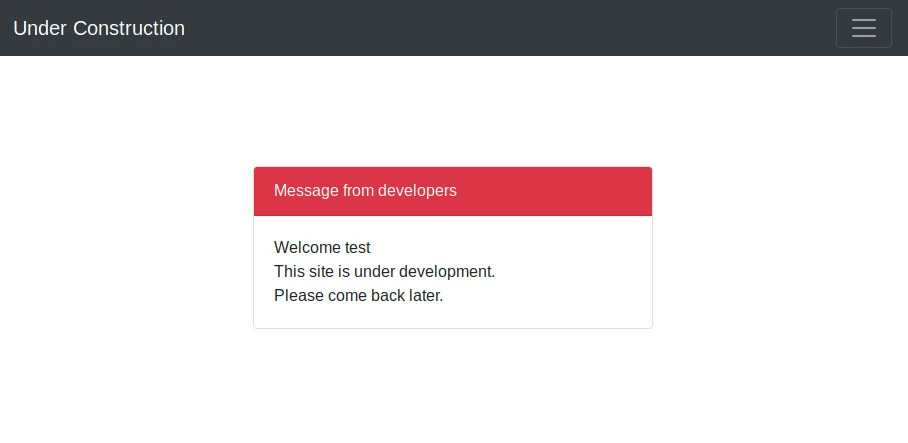 Under Construction
Message from developers
Welcome test
This site is under development.
Please come back later.